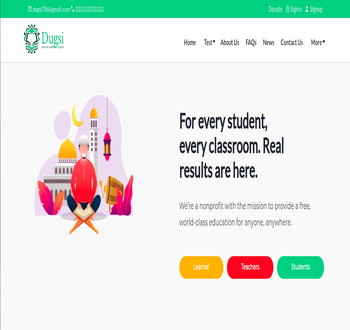 dugsi786@gmail.com 03333333333 Donate Signin Signup
Dugsi
Home Test About Us FAQs News Contact Us More
For every student,
every classroom. Real
results are here.
We're a nonprofit with the mission to provide a free,
world-class education for anyone, anywhere.
Learner Teachers Students